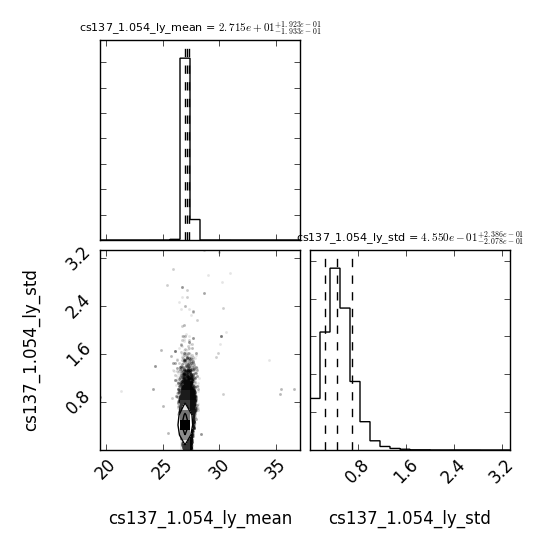 cs137_1.054_ly_mean = 2.715e+01 +1.923e−01 −1.933e−01
cs137_1.054_ly_std = 4.550e−01 +2.386e−01 −2.078e−01
3.2
2.4
1.6
0.8
cs137_1.054_ly_std
20 25 30 35
0.8 1.6 2.4 3.2
cs137_1.054_ly_mean
cs137_1.054_ly_std